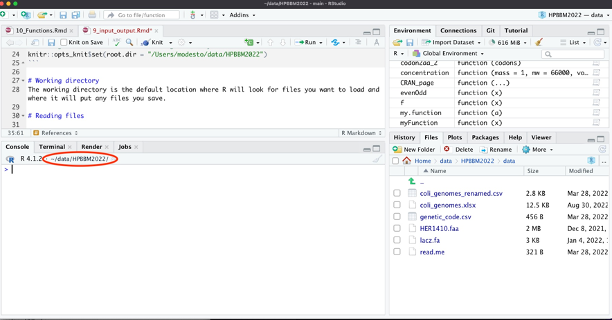 ~/data/HPBBM2022 - main - RStudio
Go to file/function
Addins
HPBBM2022 — data
10_Functions.Rmd
9_input_output.Rmd*
Knit on Save
Knit
Run
24 knitr::opts_knit$set(root.dir = "/Users/modesto/data/HPBBM2022")
25 ```
26
27 # Working directory
28 The working directory is the default location where R will look for files you want to load and
where it will put any files you save.
29
30 # Reading files
31
33:61
References
R Markdown
Console
Terminal
Render
Jobs
R 4.1.2 · ~/data/HPBBM2022/
>
Environment
Connections
Git
Tutorial
Import Dataset
616 MiB
List
R
Global Environment
codon2aa_2 function (codons)
concentration function (mass = 1, mw = 66000, vo…
CRAN_page function (...)
evenOdd function (x)
f function (x)
my.function function (a)
myFunction function (x)
History
Files
Plots
Packages
Help
Viewer
New Folder
Delete
Rename
More
Home
data
HPBBM2022
data
Name
Size
Modified
..
coli_genomes_renamed.csv 2.8 KB Mar 28, 2022
coli_genomes.xlsx 12.5 KB Aug 30, 2022
genetic_code.csv 456 B Mar 28, 2022
HER1410.faa 2 MB Dec 8, 2021,
lacz.fa 3 KB Jan 4, 2022,
read.me 321 B Mar 28, 2022